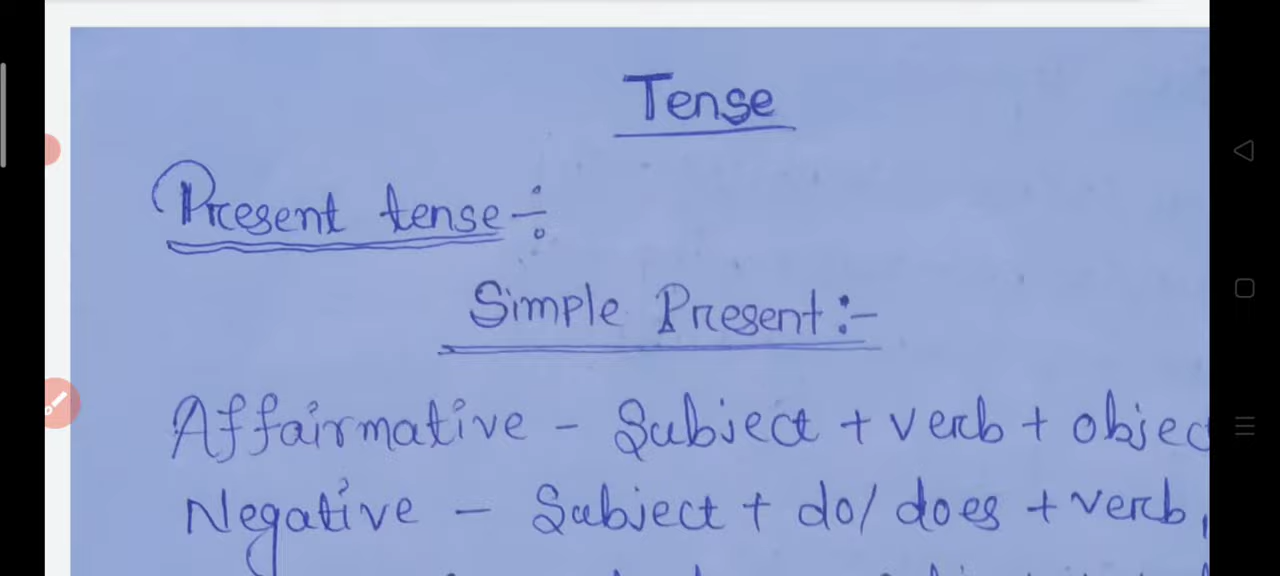 Tense
Present tense÷
Simple Present :-
Affairmative - Subject + verb + objec
Negative - Subject + do/ does + verb